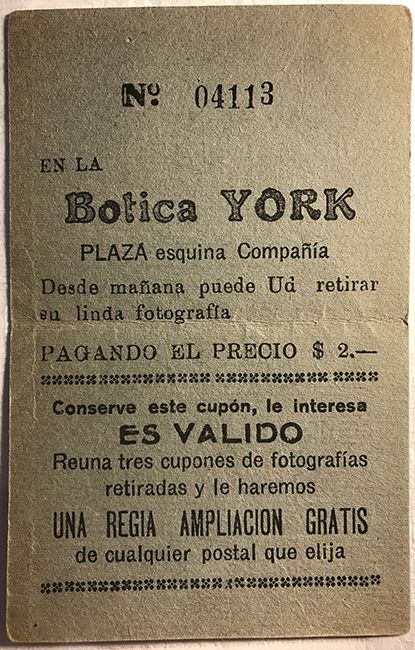 Nº 04113
EN LA
Botica YORK
PLAZA esquina Compañía
Desde mañana puede Ud retirar
su linda fotografía
PAGANDO EL PRECIO $ 2.—
Conserve este cupón, le interesa
ES VALIDO
Reuna tres cupones de fotografías
retiradas y le haremos
UNA REGIA AMPLIACION GRATIS
de cualquier postal que elija